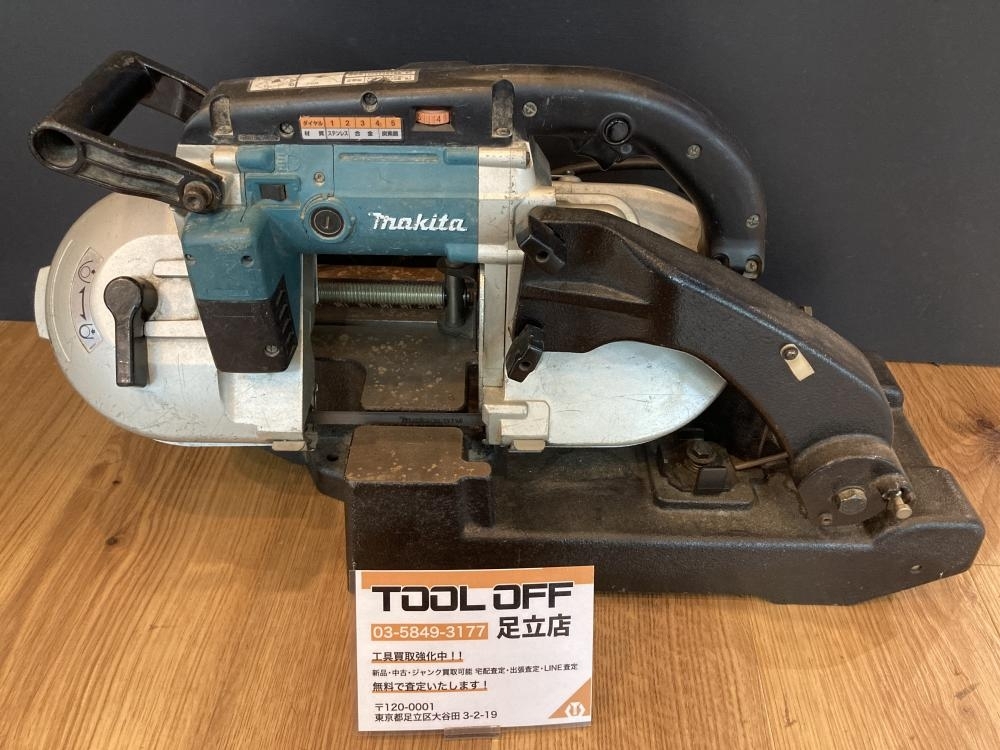 ダイヤル 1 2 3 4 5
材 質 ステンレス 合 金 炭素鋼
4
makita
TOOL OFF
03-5849-3177 足立店
工具買取強化中！！
新品・中古・ジャンク買取可能 宅配査定・出張査定・LINE査定
無料で査定いたします！
〒120-0001
東京都足立区大谷田 3-2-19